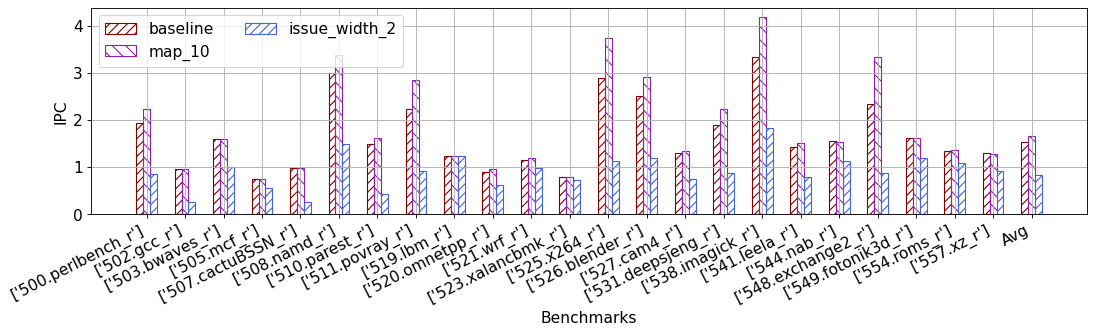 baseline
map_10
issue_width_2
IPC
4
3
2
1
0
['500.perlbench_r']
['502.gcc_r']
['503.bwaves_r']
['505.mcf_r']
['507.cactuBSSN_r']
['508.namd_r']
['510.parest_r']
['511.povray_r']
['519.lbm_r']
['520.omnetpp_r']
['521.wrf_r']
['523.xalancbmk_r']
['525.x264_r']
['526.blender_r']
['527.cam4_r']
['531.deepsjeng_r']
['538.imagick_r']
['541.leela_r']
['544.nab_r']
['548.exchange2_r']
['549.fotonik3d_r']
['554.roms_r']
['557.xz_r']
Avg
Benchmarks